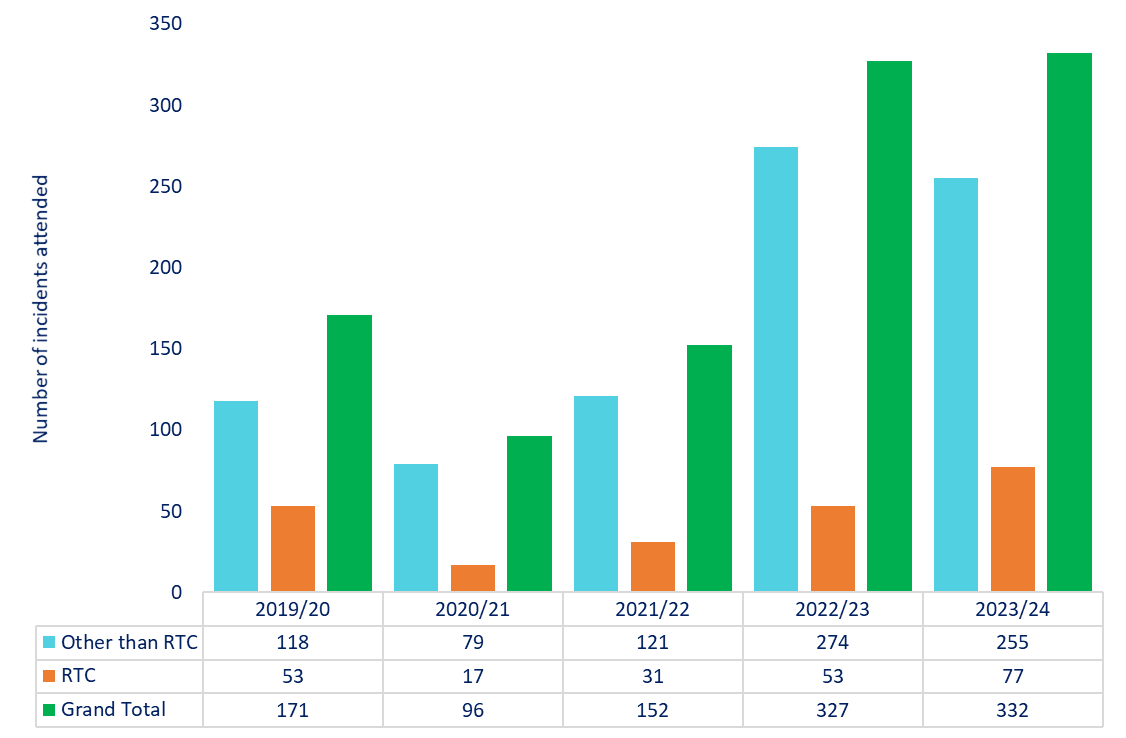 350
300
250
200
150
100
50
0
Number of incidents attended
2019/20 2020/21 2021/22 2022/23 2023/24
Other than RTC 118 79 121 274 255
RTC 53 17 31 53 77
Grand Total 171 96 152 327 332